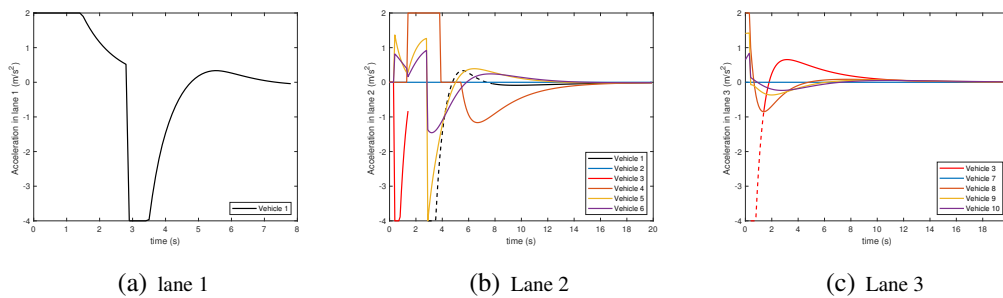 Acceleration in lane 1 (m/s²)
2
1
0
-1
-2
-3
-4
0 1 2 3 4 5 6 7 8
time (s)
Vehicle 1
(a) lane 1
Acceleration in lane 2 (m/s²)
2
1
0
-1
-2
-3
-4
0 2 4 6 8 10 12 14 16 18 20
time (s)
Vehicle 1
Vehicle 2
Vehicle 3
Vehicle 4
Vehicle 5
Vehicle 6
(b) Lane 2
Acceleration in lane 3 (m/s²)
2
1
0
-1
-2
-3
-4
0 2 4 6 8 10 12 14 16 18
time (s)
Vehicle 3
Vehicle 7
Vehicle 8
Vehicle 9
Vehicle 10
(c) Lane 3